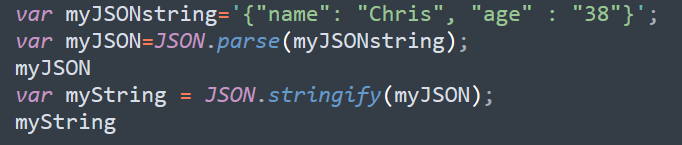 var myJSONstring='{"name": "Chris", "age" : "38"}';
var myJSON=JSON.parse(myJSONstring);
myJSON
var myString = JSON.stringify(myJSON);
myString